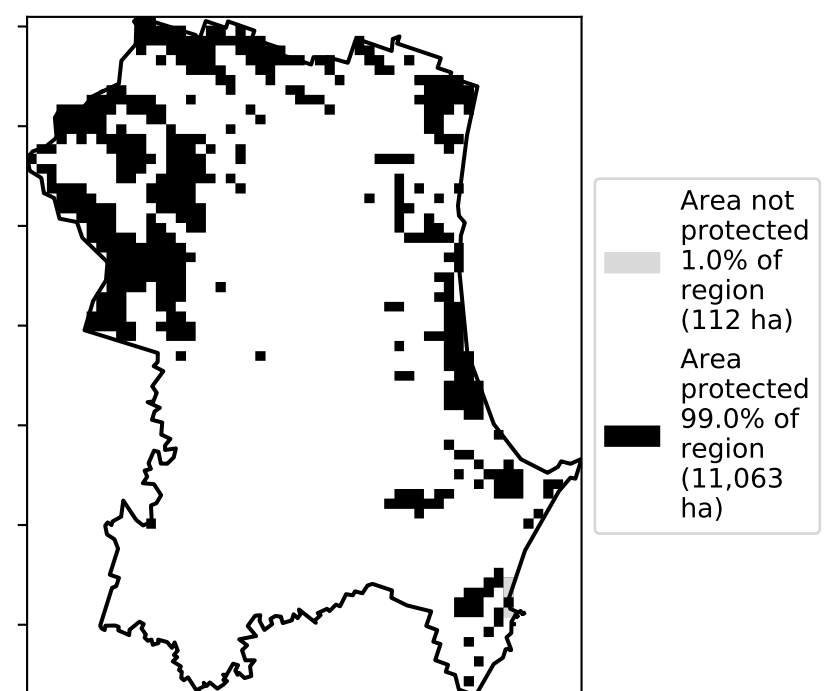 Area not
protected
1.0% of
region
(112 ha)
Area
protected
99.0% of
region
(11,063
ha)